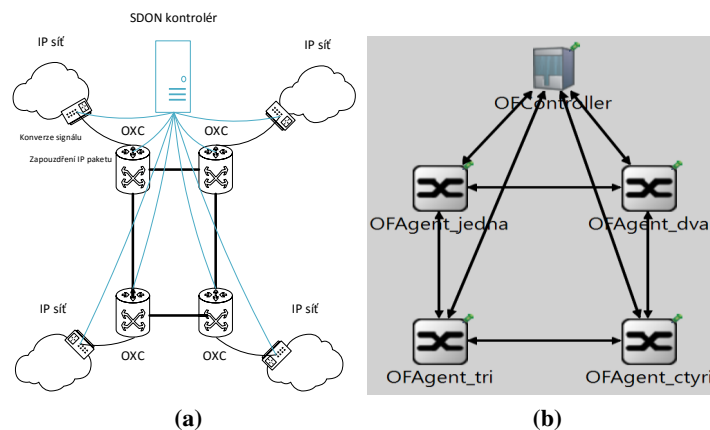 SDON kontrolér
IP síť
IP síť
OXC
OXC
Konverze signálu
Zapouzdření IP paketu
IP síť
IP síť
OXC
OXC
(a)
OFController
OFAgent_jedna
OFAgent_dva
OFAgent_tri
OFAgent_ctyri
(b)